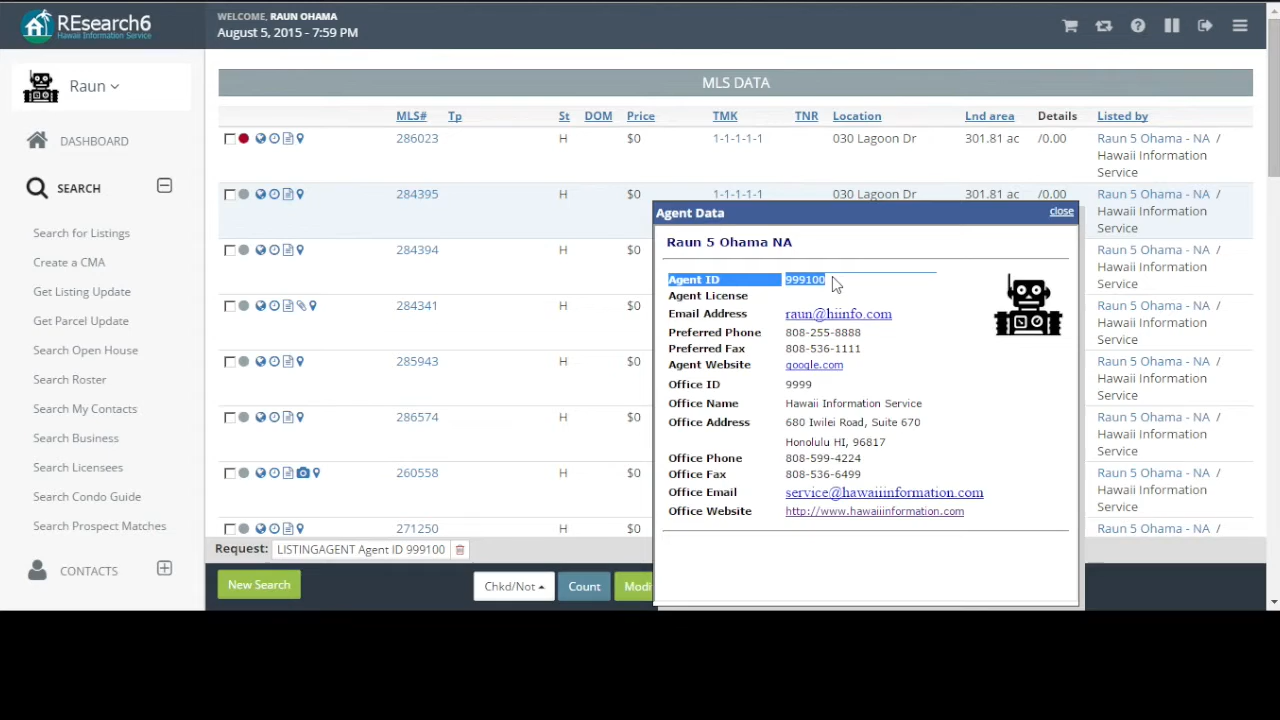 REsearch6
Hawaii Information Service
WELCOME, RAUN OHAMA
August 5, 2015 - 7:59 PM
Raun
DASHBOARD
SEARCH
Search for Listings
Create a CMA
Get Listing Update
Get Parcel Update
Search Open House
Search Roster
Search My Contacts
Search Business
Search Licensees
Search Condo Guide
Search Prospect Matches
CONTACTS
MLS DATA
MLS# Tp St DOM Price TMK TNR Location Lnd area Details Listed by
286023 H $0 1-1-1-1-1 030 Lagoon Dr 301.81 ac /0.00 Raun 5 Ohama - NA /
Hawaii Information
Service
284395 H $0 1-1-1-1-1 030 Lagoon Dr 301.81 ac /0.00 Raun 5 Ohama - NA /
Hawaii Information
Service
284394 H $0 Raun 5 Ohama - NA /
Hawaii Information
Service
284341 H $0 Raun 5 Ohama - NA /
Hawaii Information
Service
285943 H $0 Raun 5 Ohama - NA /
Hawaii Information
Service
286574 H $0 Raun 5 Ohama - NA /
Hawaii Information
Service
260558 H $0 Raun 5 Ohama - NA /
Hawaii Information
Service
271250 H $0 Raun 5 Ohama - NA /
Agent Data close
Raun 5 Ohama NA
Agent ID 999100
Agent License
Email Address raun@hiinfo.com
Preferred Phone 808-255-8888
Preferred Fax 808-536-1111
Agent Website google.com
Office ID 9999
Office Name Hawaii Information Service
Office Address 680 Iwilei Road, Suite 670
Honolulu HI, 96817
Office Phone 808-599-4224
Office Fax 808-536-6499
Office Email service@hawaiiinformation.com
Office Website http://www.hawaiiinformation.com
Request: LISTINGAGENT Agent ID 999100
New Search Chkd/Not Count Modi